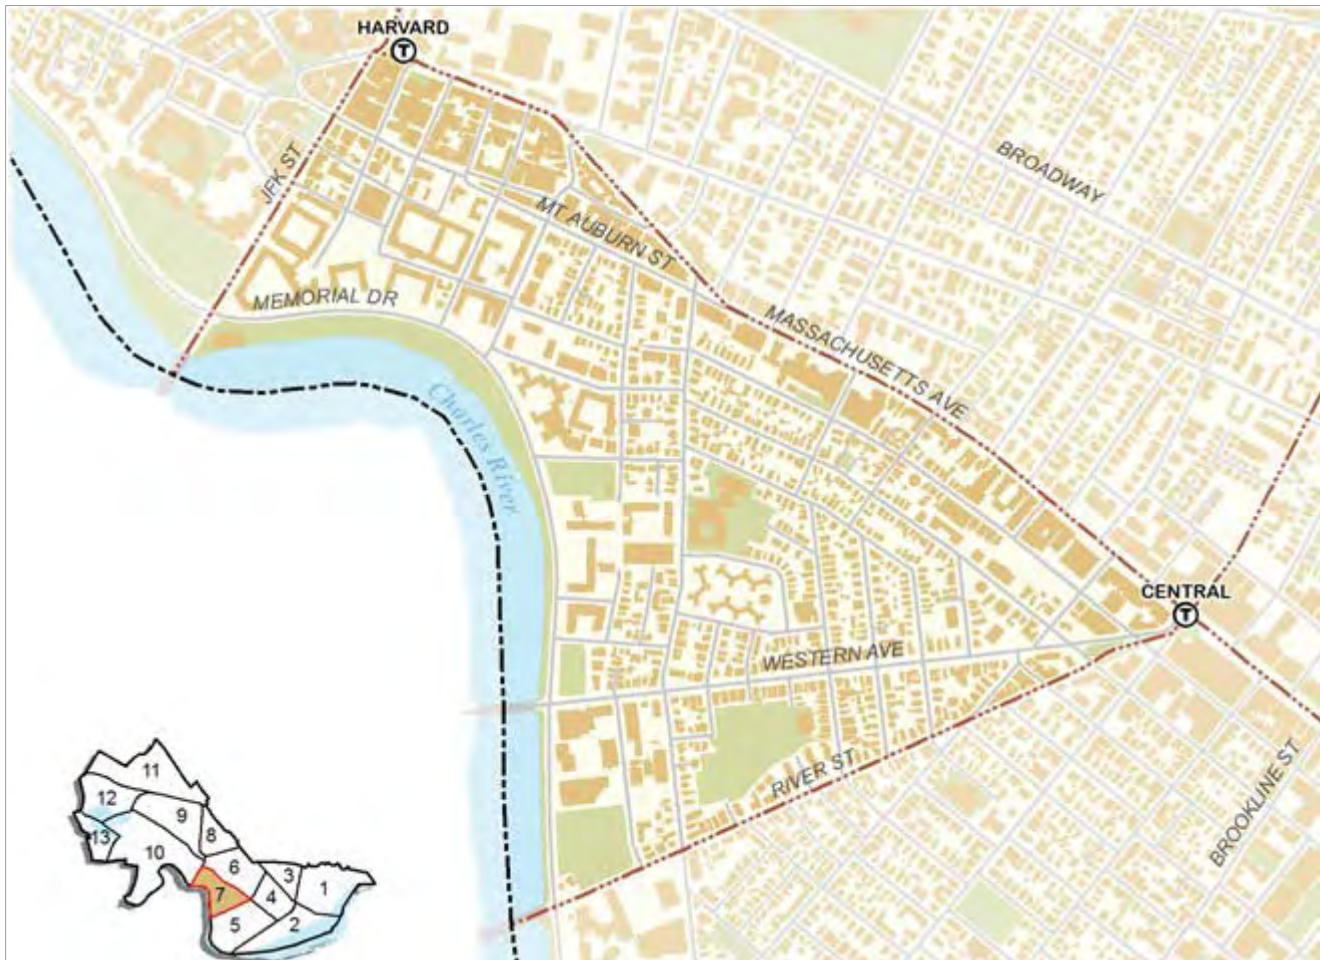 HARVARD
T
JFK ST
BROADWAY
MT AUBURN ST
MEMORIAL DR
MASSACHUSETTS AVE
Charles River
CENTRAL
T
WESTERN AVE
RIVER ST
BROOKLINE ST
11
12
9
13
8
10
6
3
7
4
1
5
2